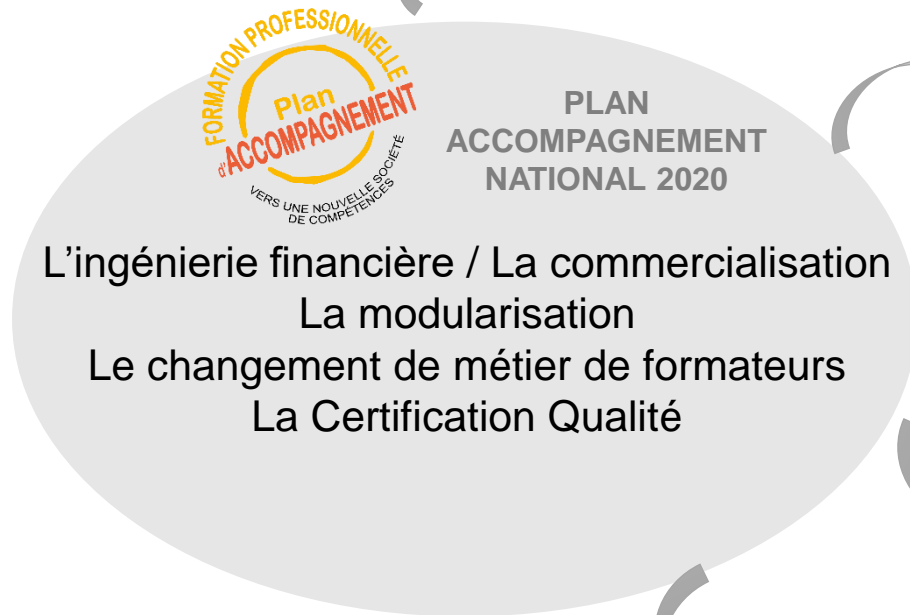 FORMATION PROFESSIONNELLE
Plan
d'ACCOMPAGNEMENT
VERS UNE NOUVELLE SOCIÉTÉ
DE COMPÉTENCES
PLAN
ACCOMPAGNEMENT
NATIONAL 2020
L'ingénierie financière / La commercialisation
La modularisation
Le changement de métier de formateurs
La Certification Qualité